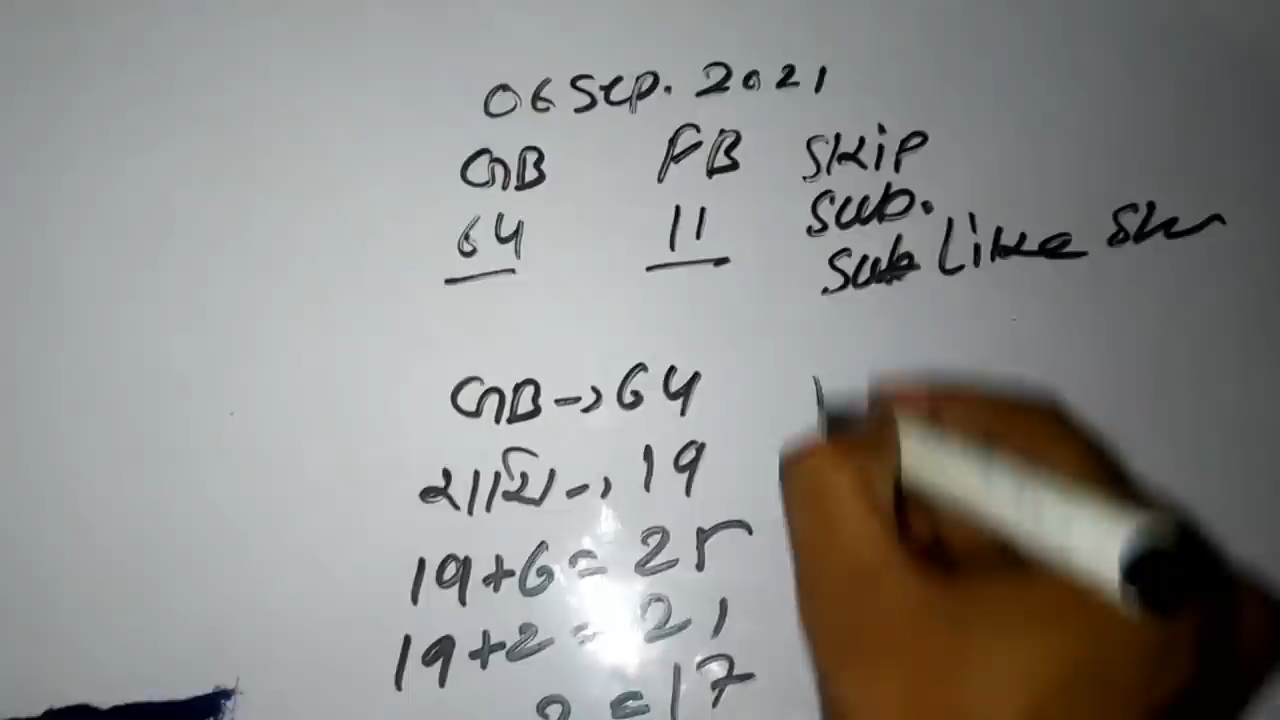 06 Sep. 2021
GB FB Skip
64 11 Sub.
Sub Like
GB → 64
राशि → 19
19+6=25
19+2=21
2=17